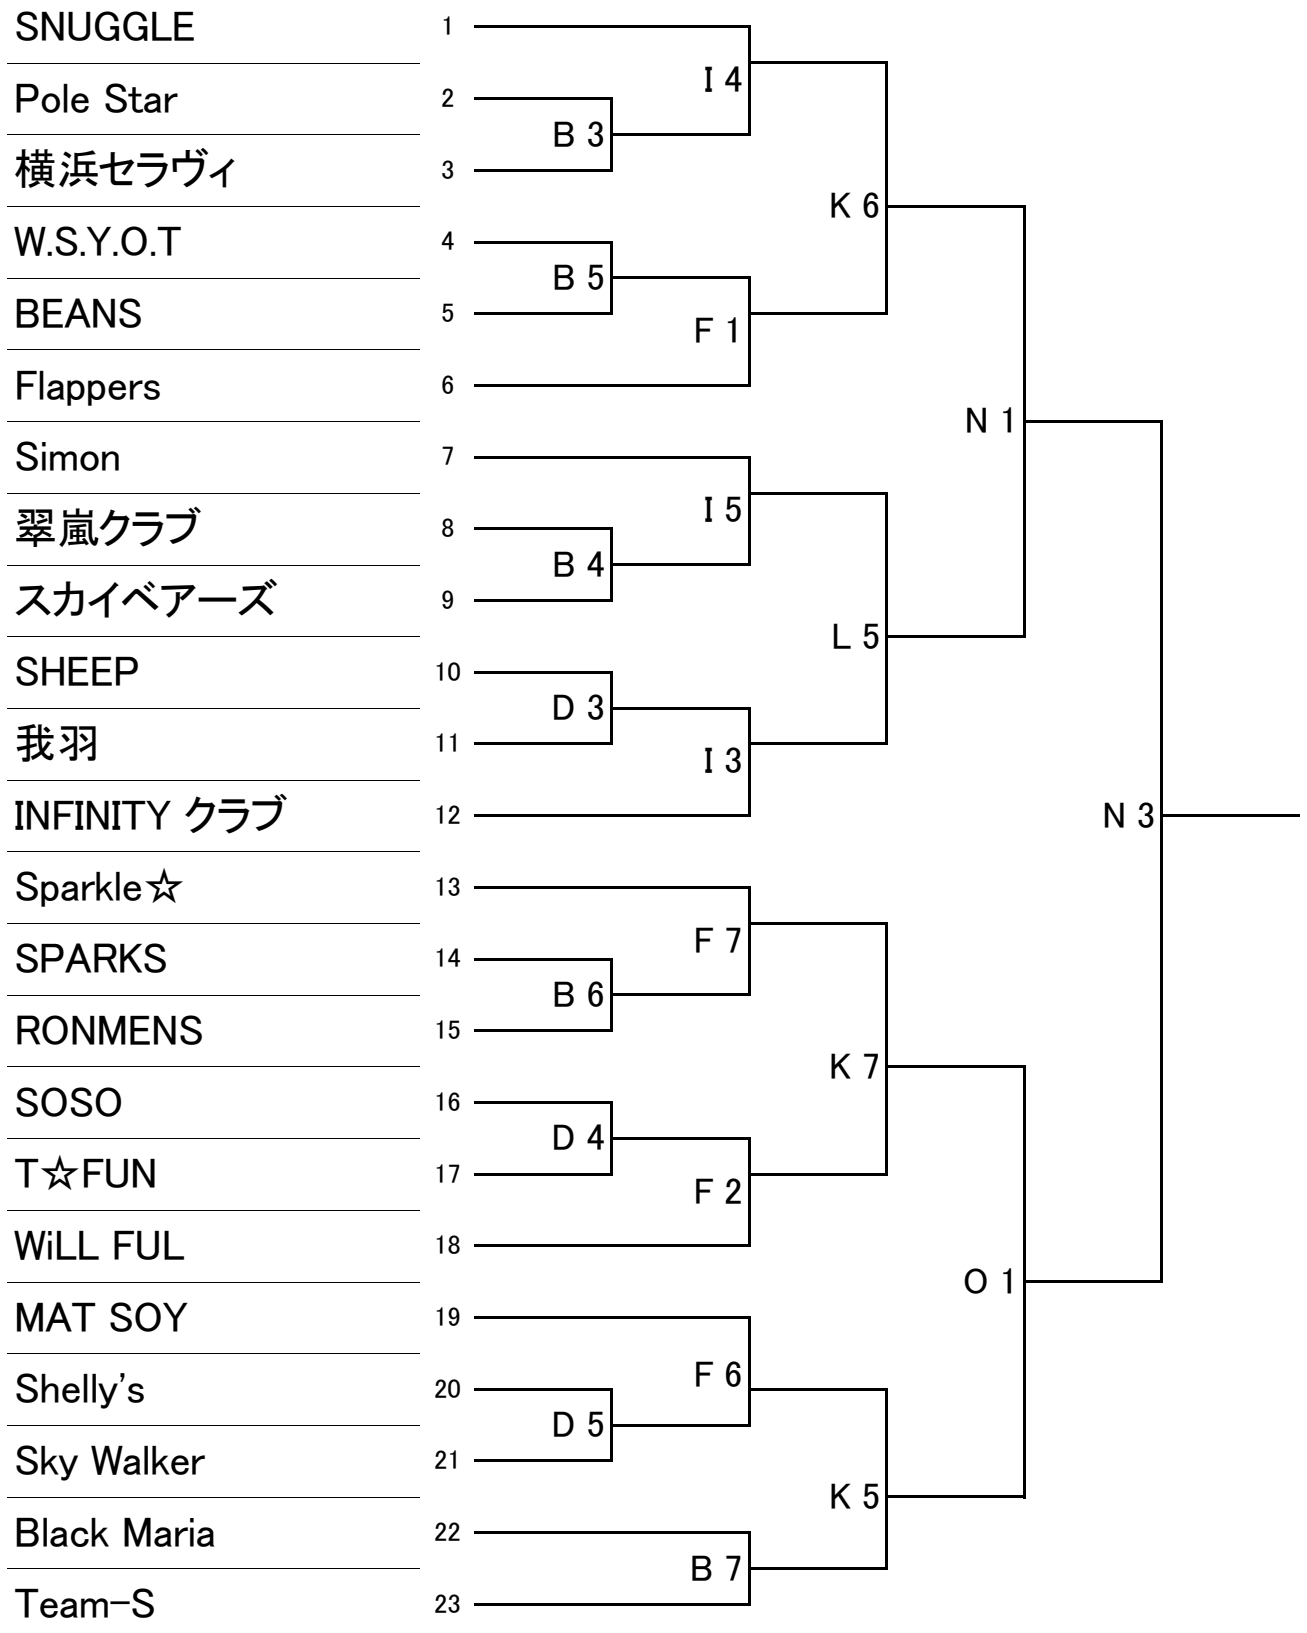 SNUGGLE 1
I 4
Pole Star 2
B 3
横浜セラヴィ 3
K 6
W.S.Y.O.T 4
B 5
BEANS 5
F 1
Flappers 6
N 1
Simon 7
I 5
翠嵐クラブ 8
B 4
スカイベアーズ 9
L 5
SHEEP 10
D 3
我羽 11
I 3
INFINITY クラブ 12
N 3
Sparkle☆ 13
F 7
SPARKS 14
B 6
RONMENS 15
K 7
SOSO 16
D 4
T☆FUN 17
F 2
WiLL FUL 18
O 1
MAT SOY 19
F 6
Shelly's 20
D 5
Sky Walker 21
K 5
Black Maria 22
B 7
Team-S 23